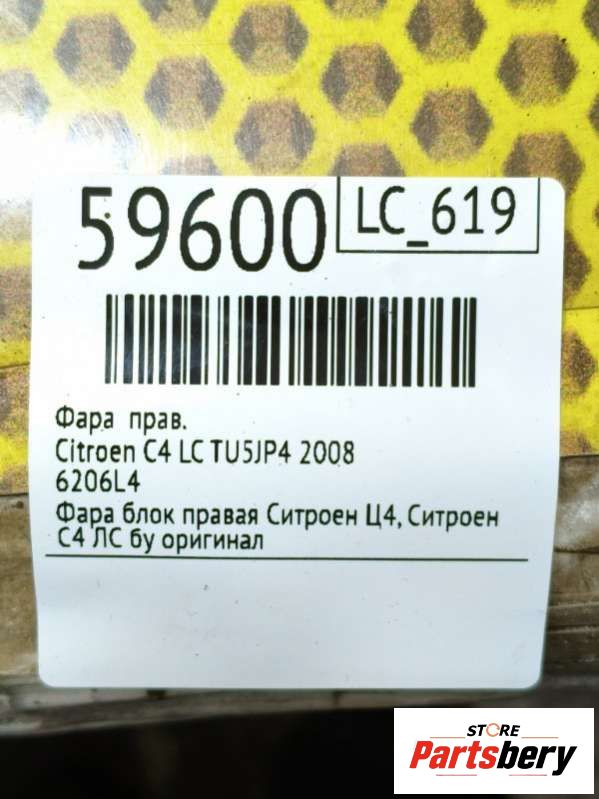 59600
LC_619
Фара прав.
Citroen C4 LC TU5JP4 2008
6206L4
Фара блок правая Ситроен Ц4, Ситроен
С4 ЛС бу оригинал
STORE
Partsbery